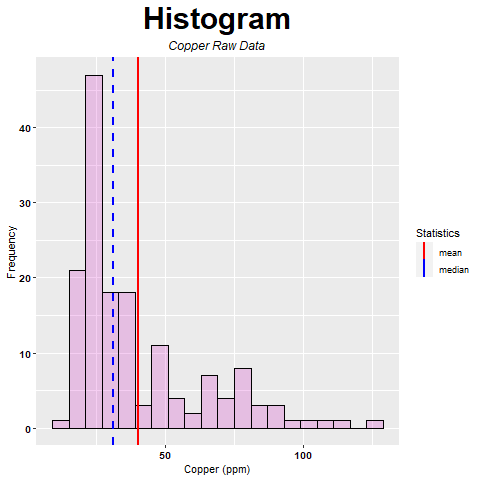 Histogram
Copper Raw Data
Frequency
40
30
20
10
0
50
100
Copper (ppm)
Statistics
mean
median